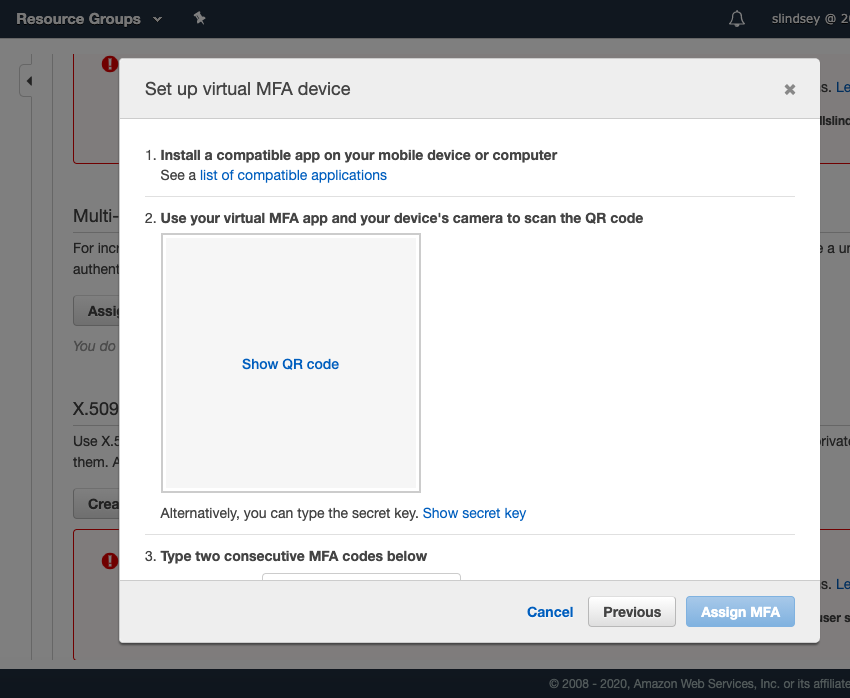 Resource Groups
slindsey @ 2
Set up virtual MFA device
s. Le
1. Install a compatible app on your mobile device or computer
See a list of compatible applications
2. Use your virtual MFA app and your device's camera to scan the QR code
Multi-
For incr
e a un
authent
Assig
Show QR code
You do
X.509
Use X.5
rivate
them. A
Crea
Alternatively, you can type the secret key. Show secret key
3. Type two consecutive MFA codes below
s. Le
Cancel
Previous
Assign MFA
user s
© 2008 - 2020, Amazon Web Services, Inc. or its affiliate